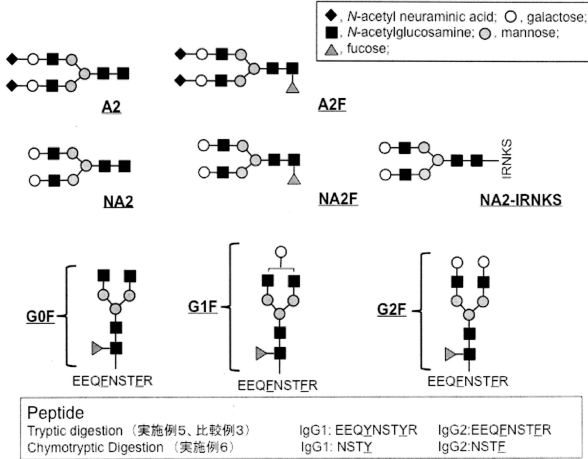 ◆, N-acetyl neuraminic acid; ○, galactose;
■, N-acetylglucosamine; ○, mannose;
▲, fucose;
A2
A2F
NA2
NA2F
NA2-IRNKS
IRNKS
G0F
G1F
G2F
EEQFNSTFR
EEQFNSTFR
Peptide
Tryptic digestion (実施例5、比較例3) IgG1: EEQYNSTYR IgG2:EEQFNSTFR
Chymotryptic Digestion (実施例6) IgG1: NSTY IgG2:NSTF